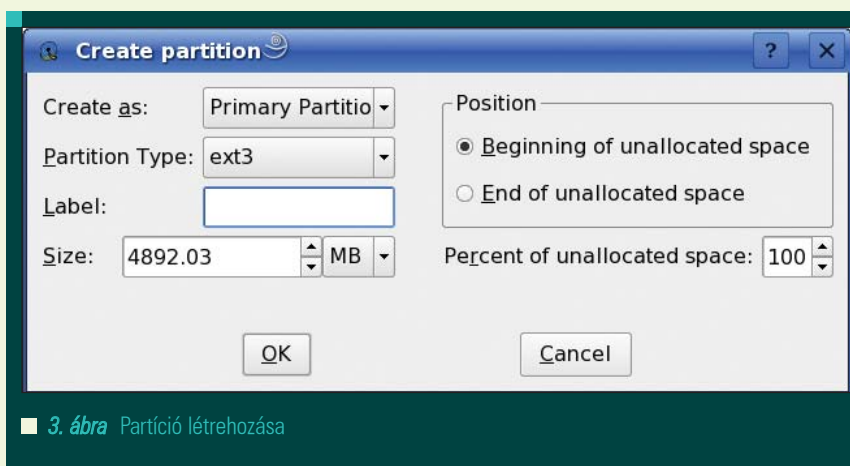 Create partition
Create as: Primary Partitio
Partition Type: ext3
Label:
Size: 4892.03 MB
Position
Beginning of unallocated space
End of unallocated space
Percent of unallocated space: 100
OK
Cancel
3. ábra Partíció létrehozása